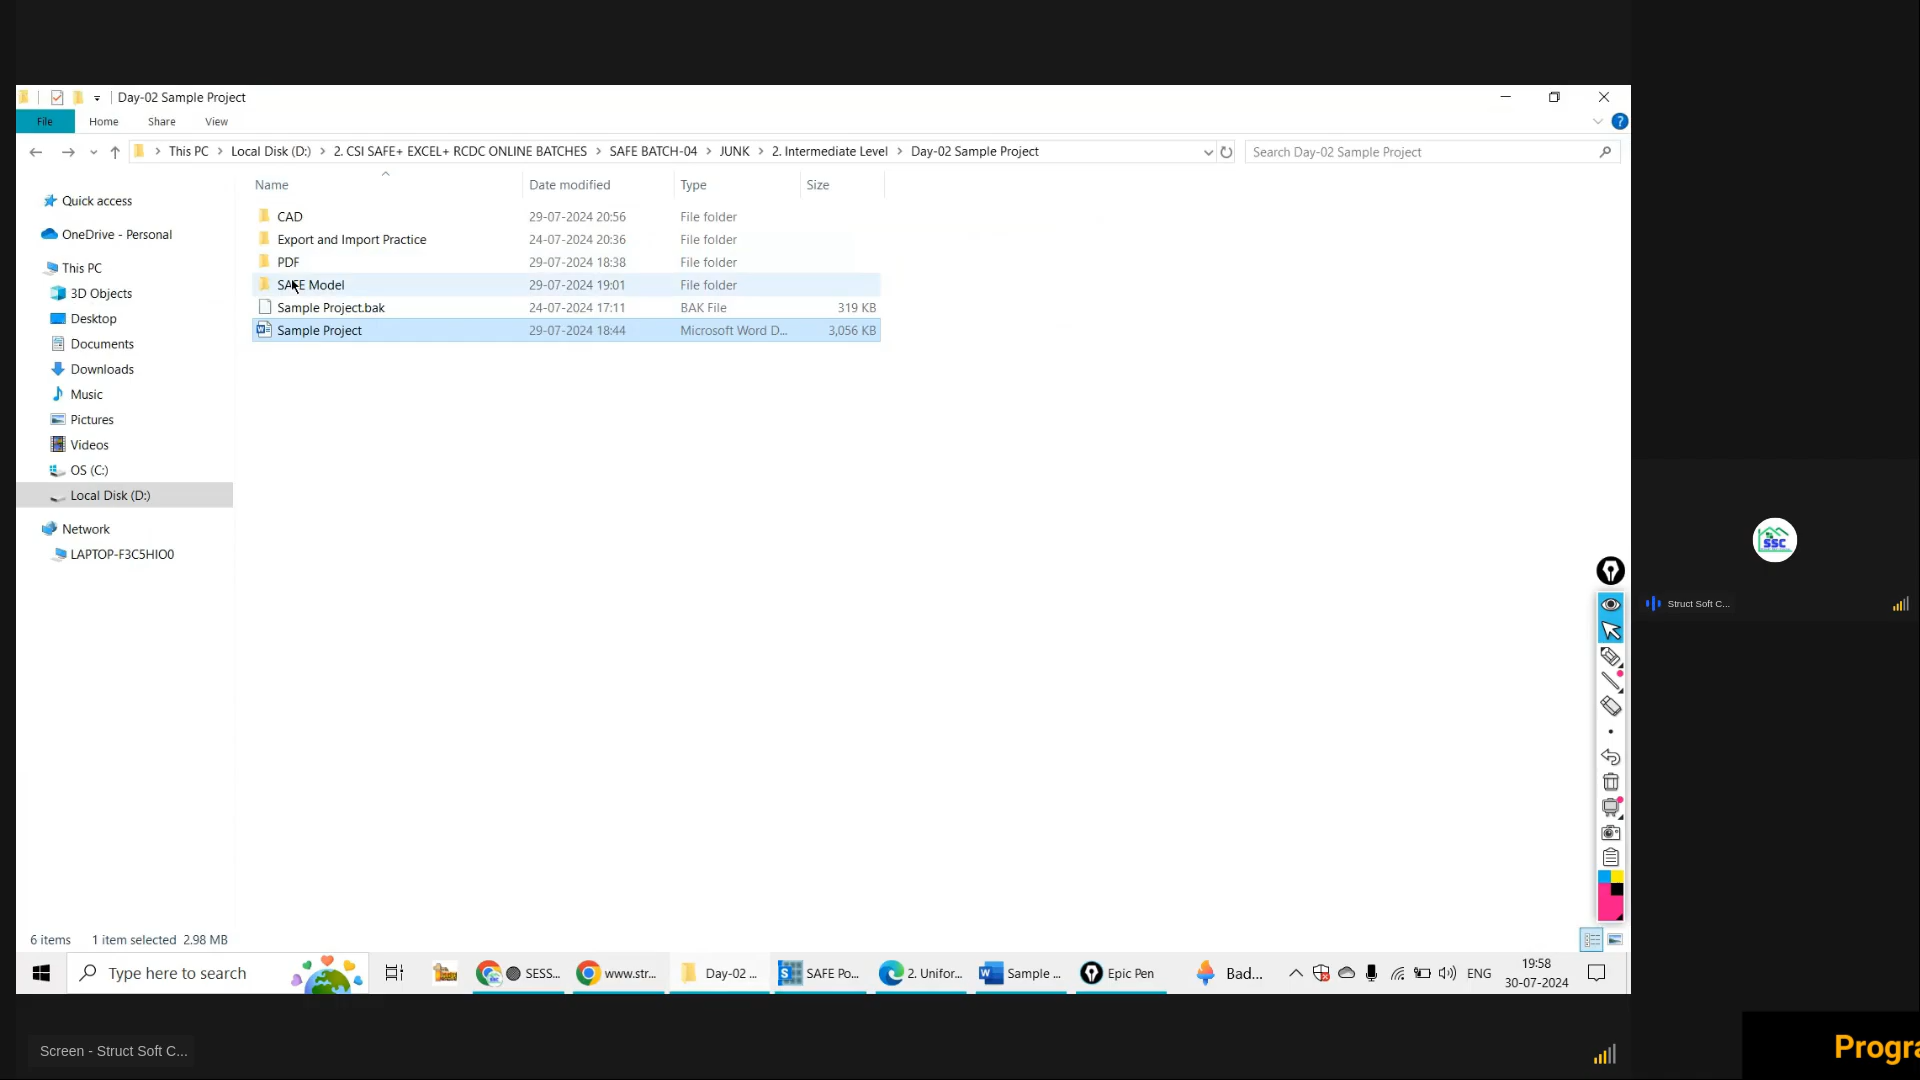 Day-02 Sample Project
File Home Share View
This PC Local Disk (D:) 2. CSI SAFE+ EXCEL+ RCDC ONLINE BATCHES SAFE BATCH-04 JUNK 2. Intermediate Level Day-02 Sample Project Search Day-02 Sample Project
Name Date modified Type Size
CAD 29-07-2024 20:56 File folder
Export and Import Practice 24-07-2024 20:36 File folder
PDF 29-07-2024 18:38 File folder
SAFE Model 29-07-2024 19:01 File folder
Sample Project.bak 24-07-2024 17:11 BAK File 319 KB
Sample Project 29-07-2024 18:44 Microsoft Word D... 3,056 KB
Quick access
OneDrive - Personal
This PC
3D Objects
Desktop
Documents
Downloads
Music
Pictures
Videos
OS (C:)
Local Disk (D:)
Network
LAPTOP-F3C5HIO0
SSC
Struct Soft C...
6 items 1 item selected 2.98 MB
Type here to search SESS... www.str... Day-02 ... SAFE Po... 2. Unifor... Sample ... Epic Pen Bad... ENG 19:58
30-07-2024
Screen - Struct Soft C...
Progra